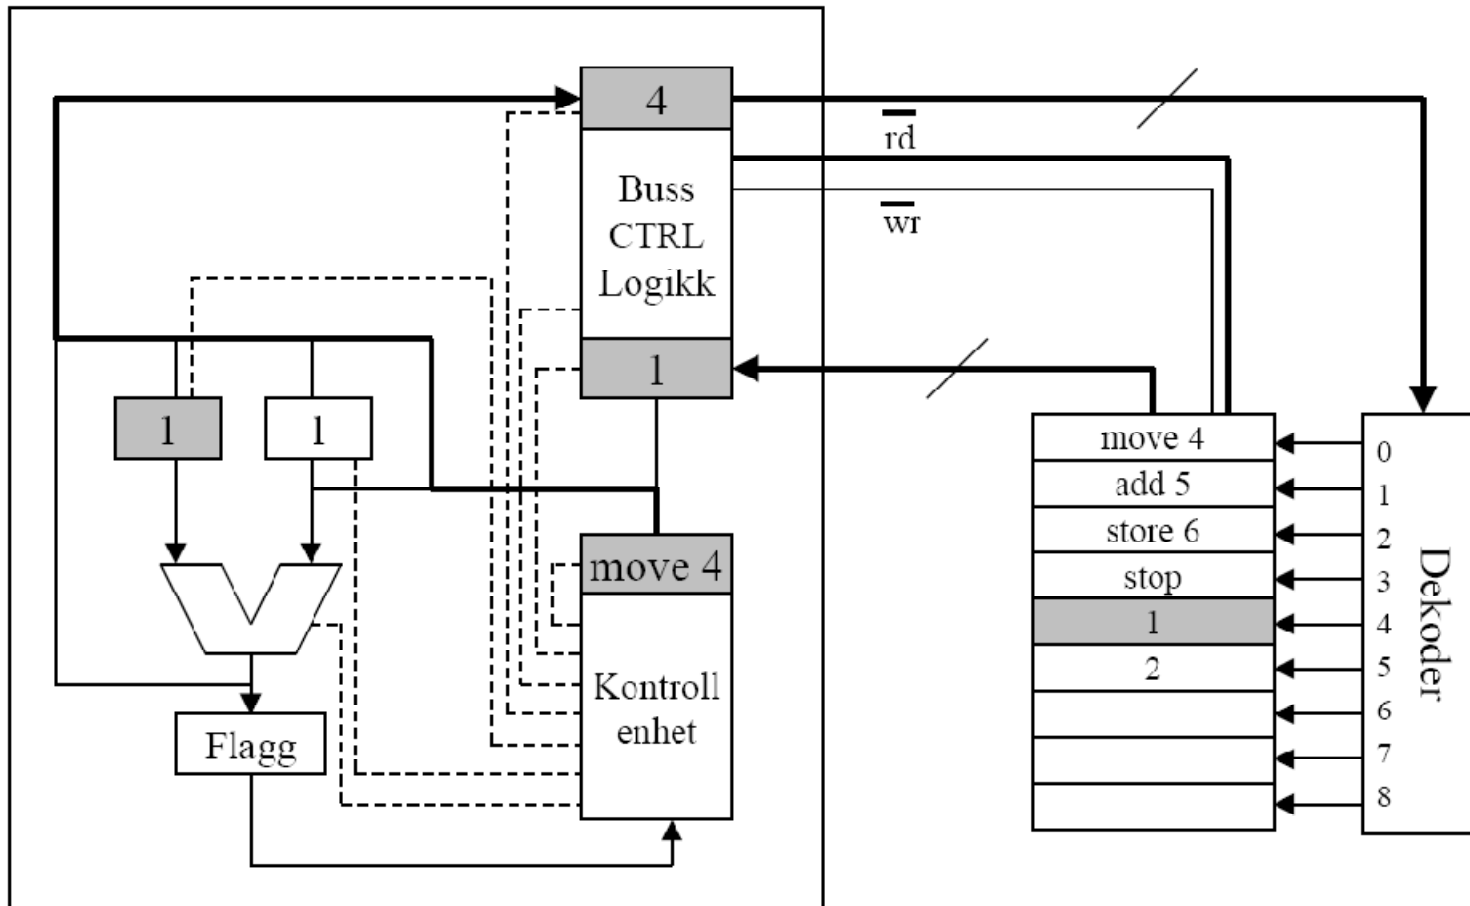 4
rd
Buss
CTRL
Logikk
wr
1
1
1
move 4
Kontroll
enhet
Flagg
move 4
add 5
store 6
stop
1
2
0
1
2
3
4
5
6
7
8
Dekoder